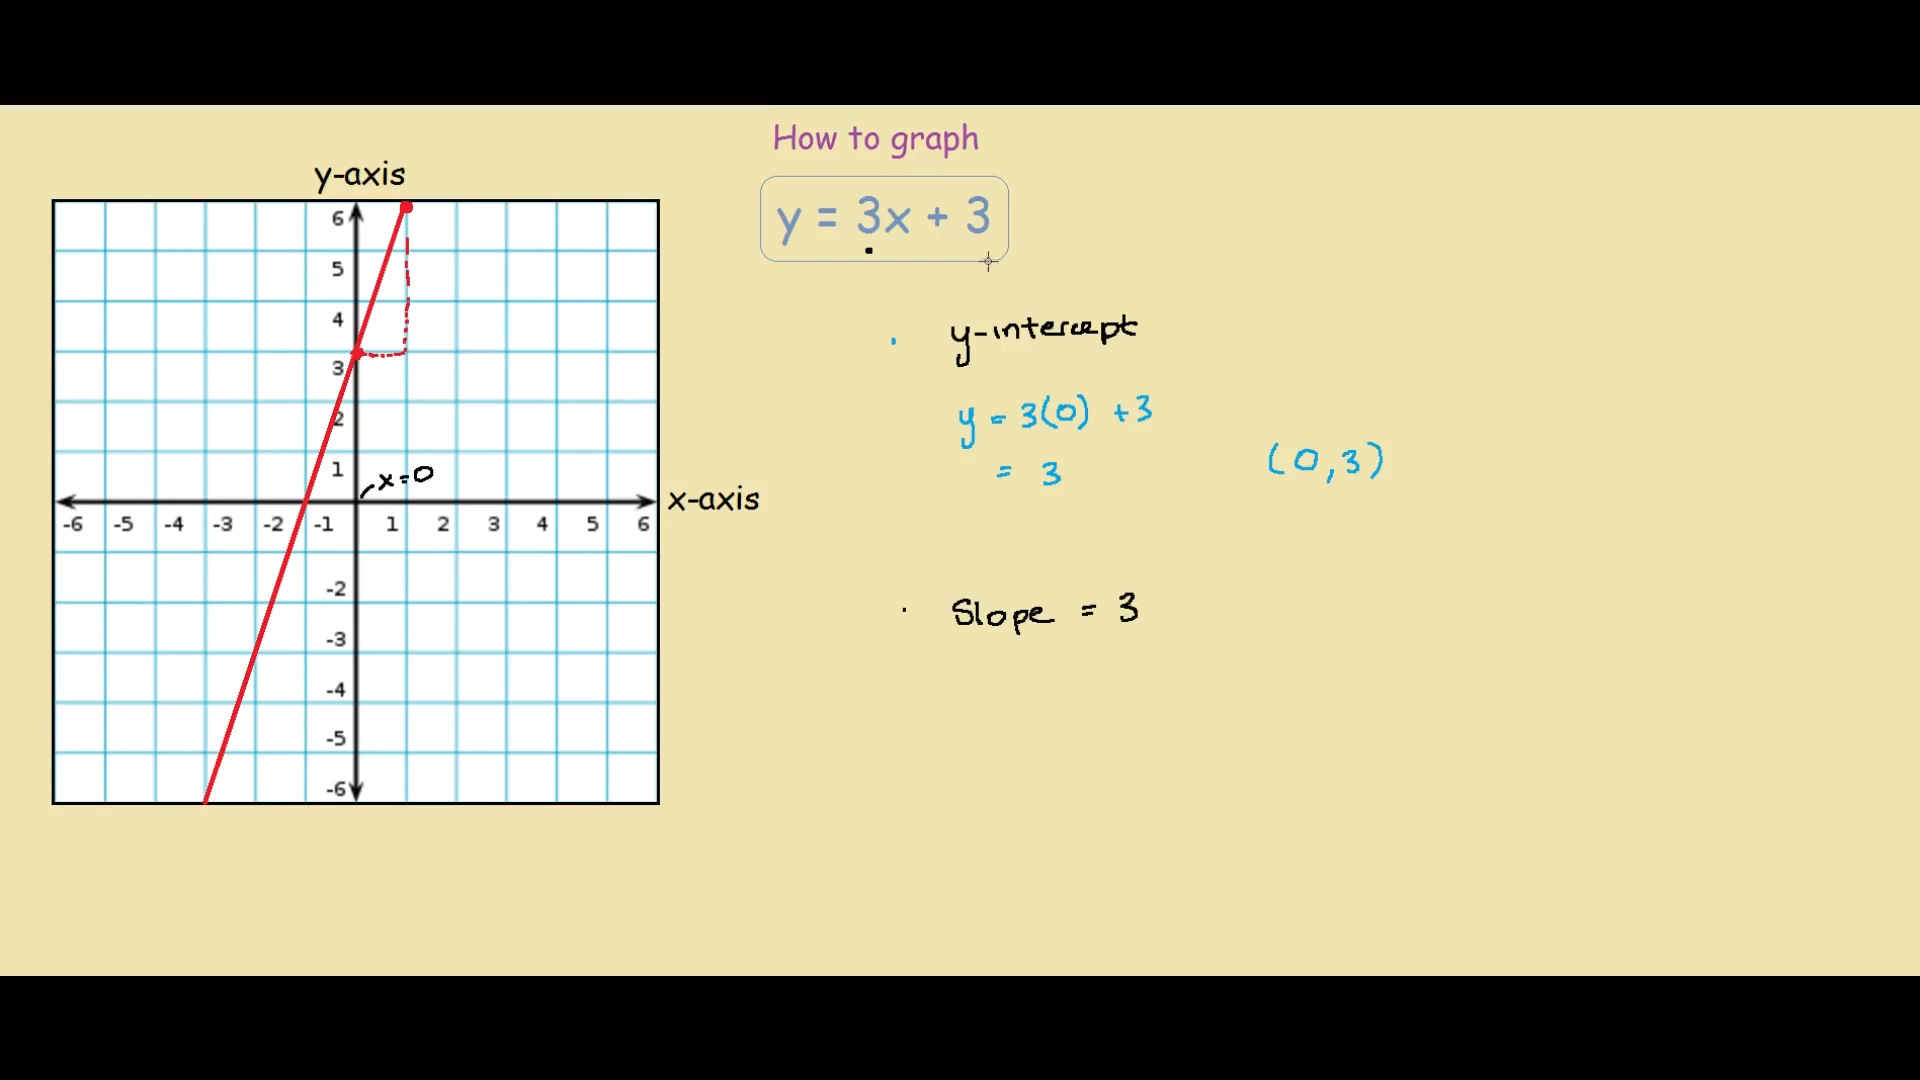 How to graph
y = 3x + 3
y-axis
6
5
4
3
2
1
x=0
x-axis
-6 -5 -4 -3 -2 -1 1 2 3 4 5 6
-2
-3
-4
-5
-6
y-intercept
y = 3(0) +3
= 3
(0,3)
Slope = 3